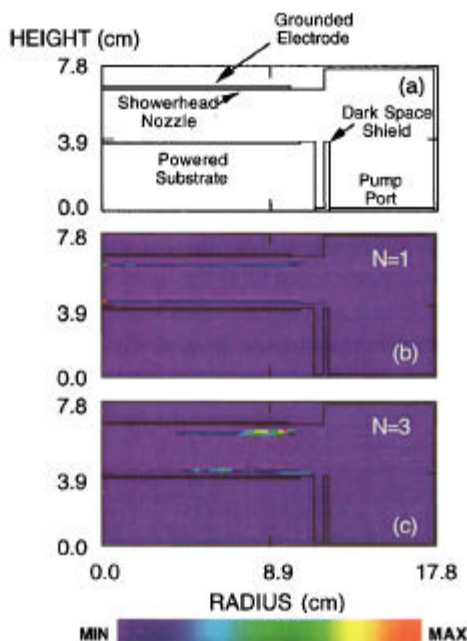 HEIGHT (cm)
Grounded
Electrode
7.8
(a)
Showerhead
Nozzle
Dark Space
Shield
3.9
Powered
Substrate
Pump
Port
0.0
7.8
N=1
3.9
(b)
0.0
7.8
N=3
3.9
(c)
0.0
0.0
8.9
17.8
RADIUS (cm)
MIN
MAX